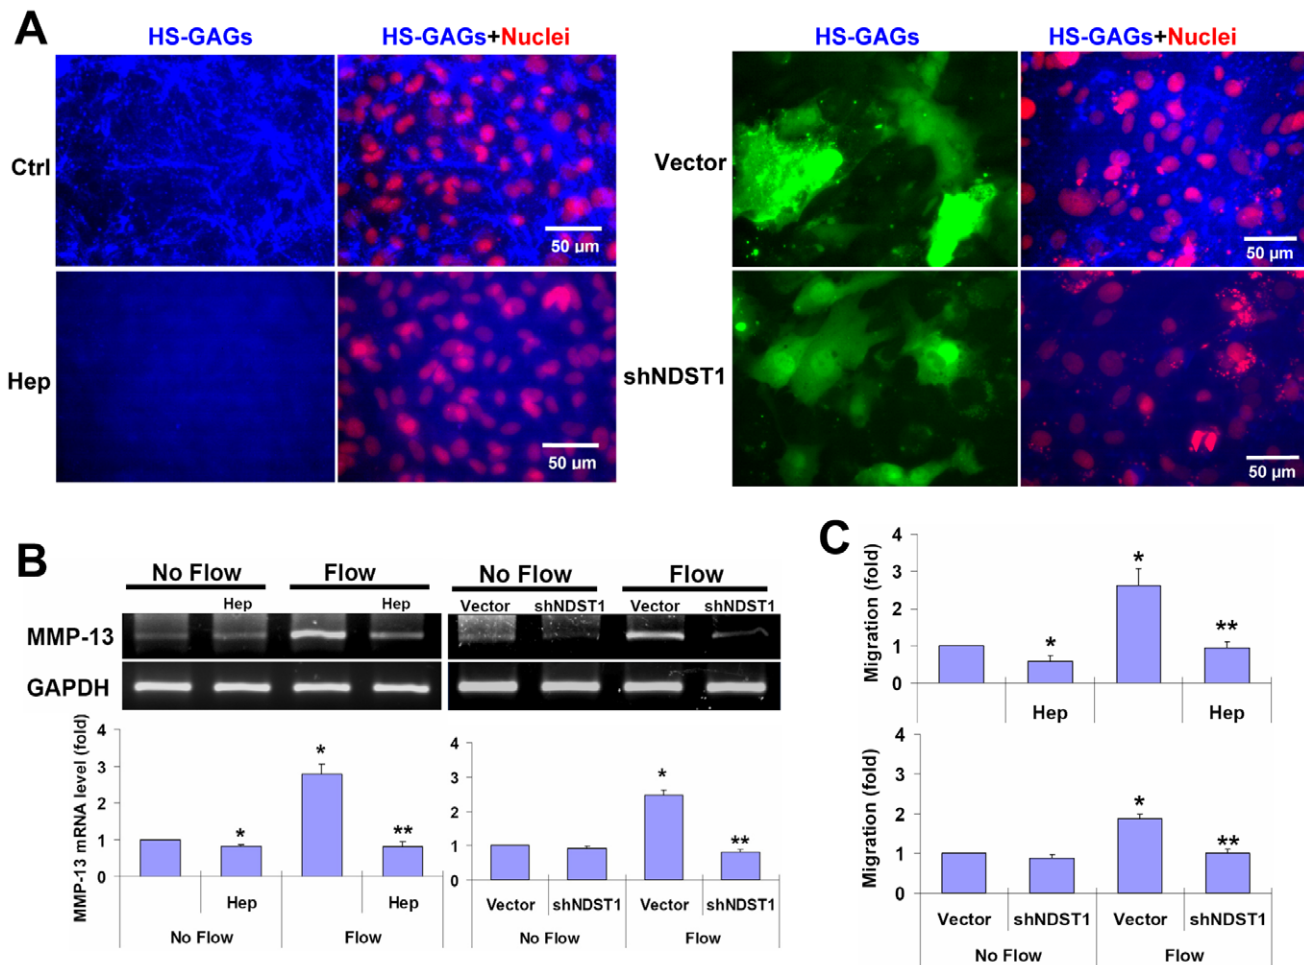 A
HS-GAGs HS-GAGs+Nuclei HS-GAGs HS-GAGs+Nuclei
Ctrl
50 µm
Vector
50 µm
Hep
50 µm
shNDST1
50 µm
B
No Flow Flow No Flow Flow
Hep Hep Vector shNDST1 Vector shNDST1
MMP-13
GAPDH
MMP-13 mRNA level (fold)
4
3
2
1
0
* * **
Hep Hep
No Flow Flow
4
3
2
1
0
* **
Vector shNDST1 Vector shNDST1
No Flow Flow
C
Migration (fold)
4
3
2
1
0
* * **
Hep Hep
Migration (fold)
4
3
2
1
0
* **
Vector shNDST1 Vector shNDST1
No Flow Flow